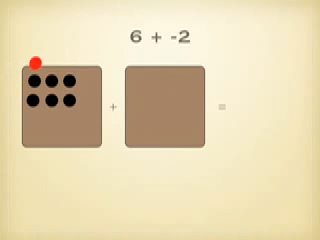 6 + -2
+ =